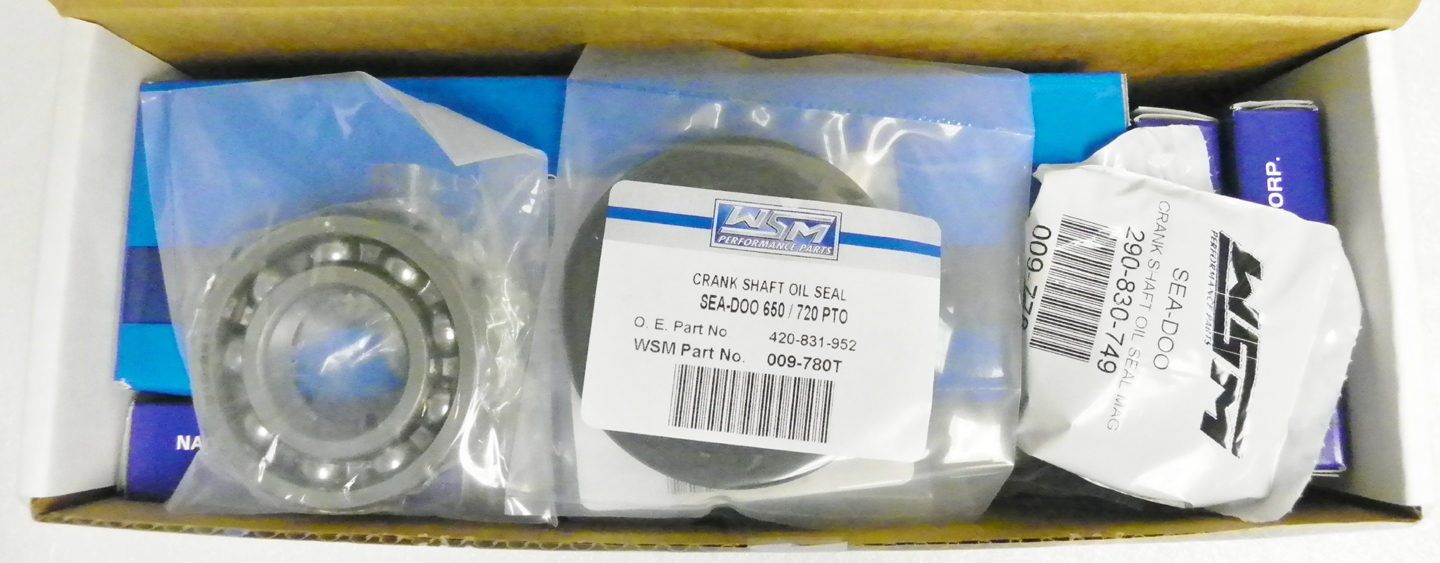 WSM
PERFORMANCE PARTS
CRANK SHAFT OIL SEAL
SEA-DOO 650 / 720 PTO
O. E. Part No 420-831-952
WSM Part No. 009-780T
WSM
PERFORMANCE PARTS
SEA-DOO
CRANK SHAFT OIL SEAL MAG
290-830-749
CORP.